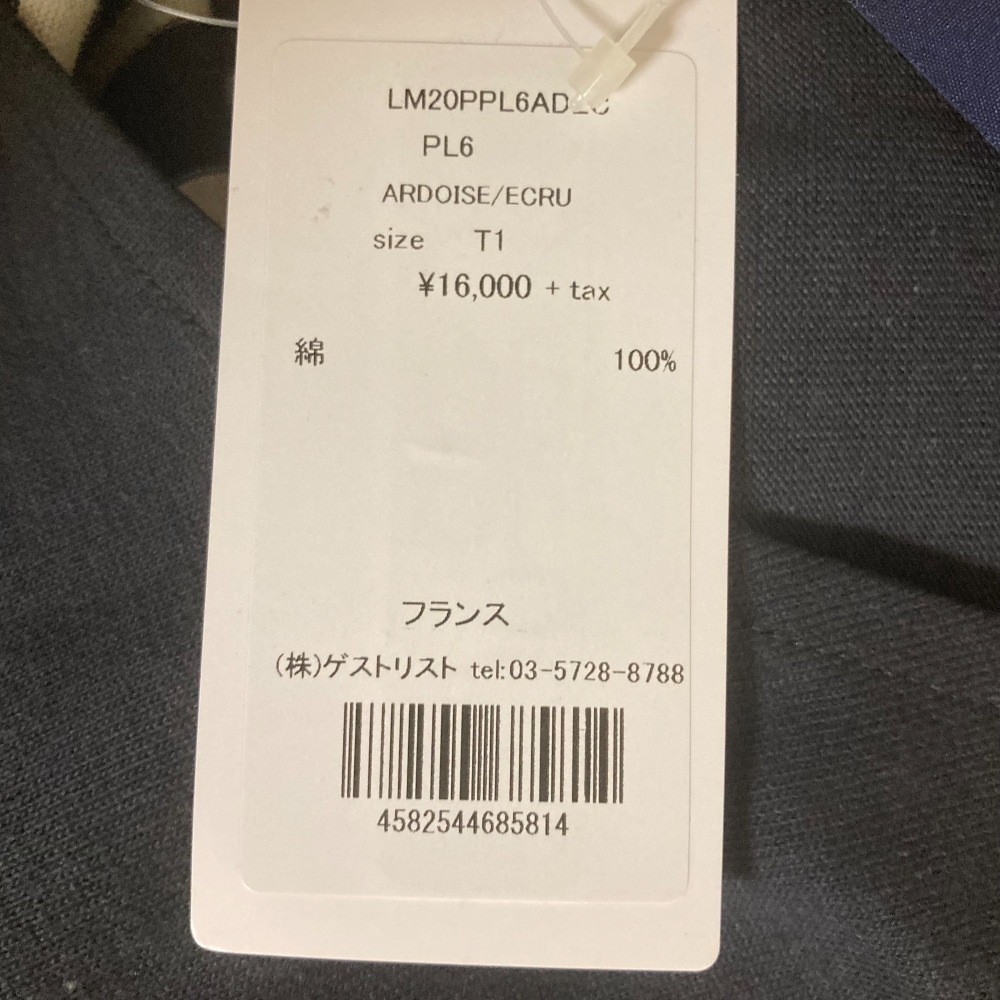 PL6
ARDOISE/ECRU
size T1
¥16,000 + tax
綿 100%
フランス
(株)ゲストリスト tel:03-5728-8788
4582544685814